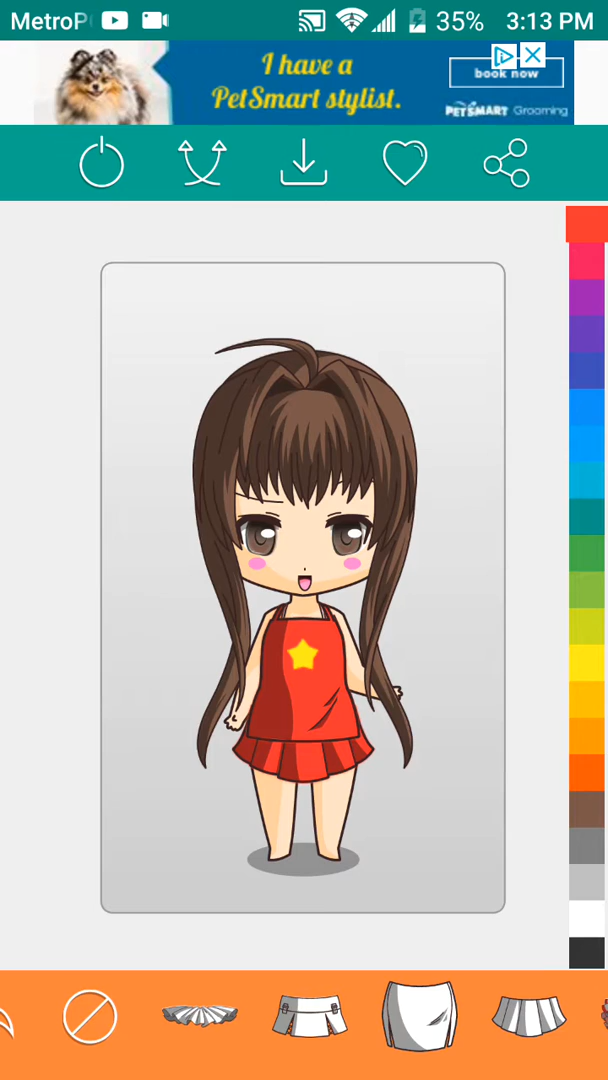 MetroP
35%
3:13 PM
I have a
PetSmart stylist.
book now
PETSMART Grooming